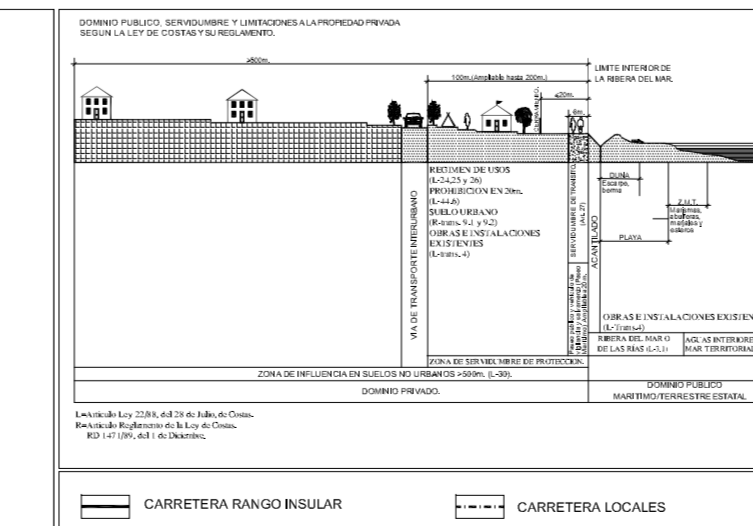 DOMINIO PUBLICO, SERVIDUMBRE Y LIMITACIONES A LA PROPIEDAD PRIVADA
SEGUN LA LEY DE COSTAS Y SU REGLAMENTO.
>500m.
100m.(Ampliable hasta 200m.)
LIMITE INTERIOR DE
LA RIBERA DEL MAR.
≤20m.
L 6m.
REGIMEN DE USOS
(L-24,25 y 26)
PROHIBICION EN 20m.
(L-44.6)
SUELO URBANO
(R-trans. 9-1 y 9-2)
OBRAS E INSTALACIONES
EXISTENTES
(L-trans. 4)
VIA DE TRANSPORTE INTERURBANO
SERVIDUMBRE DE TRANSITO.
(Art. 27)
ACANTILADO
DUNA
Escarpe,
berma
Z.M.T.
Marismas,
albuferas,
marjales y
esteros
PLAYA
OBRAS E INSTALACIONES EXISTEN
(L-Trans.4)
RIBERA DEL MAR O
DE LAS RÍAS (L-3,1)
AGUAS INTERIORE
MAR TERRITORIAL
ZONA DE SERVIDUMBRE DE PROTECCION.
ZONA DE INFLUENCIA EN SUELOS NO URBANOS >500m. (L-30).
DOMINIO PRIVADO.
DOMINIO PUBLICO
MARITIMO/TERRESTRE ESTATAL
L=Articulo Ley 22/88, del 28 de Julio, de Costas.
R=Articulo Reglamento de la Ley de Costas.
RD 1471/89, del 1 de Diciembre.
CARRETERA RANGO INSULAR
CARRETERA LOCALES